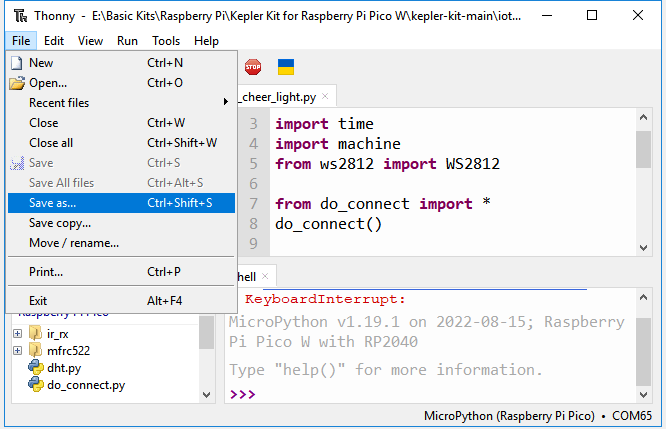 Thonny - E:\Basic Kits\Raspberry Pi\Kepler Kit for Raspberry Pi Pico W\kepler-kit-main\iot...
File Edit View Run Tools Help
New Ctrl+N
Open... Ctrl+O
Recent files
Close Ctrl+W
Close all Ctrl+Shift+W
Save Ctrl+S
Save All files Ctrl+Alt+S
Save as... Ctrl+Shift+S
Save copy...
Move / rename...
Print... Ctrl+P
Exit Alt+F4
Raspberry Pi Pico
ir_rx
mfrc522
dht.py
do_connect.py
STOP
_cheer_light.py
3 import time
4 import machine
5 from ws2812 import WS2812
6
7 from do_connect import *
8 do_connect()
9
hell
KeyboardInterrupt:
MicroPython v1.19.1 on 2022-08-15; Raspberry
Pi Pico W with RP2040
Type "help()" for more information.
>>>
MicroPython (Raspberry Pi Pico) • COM65